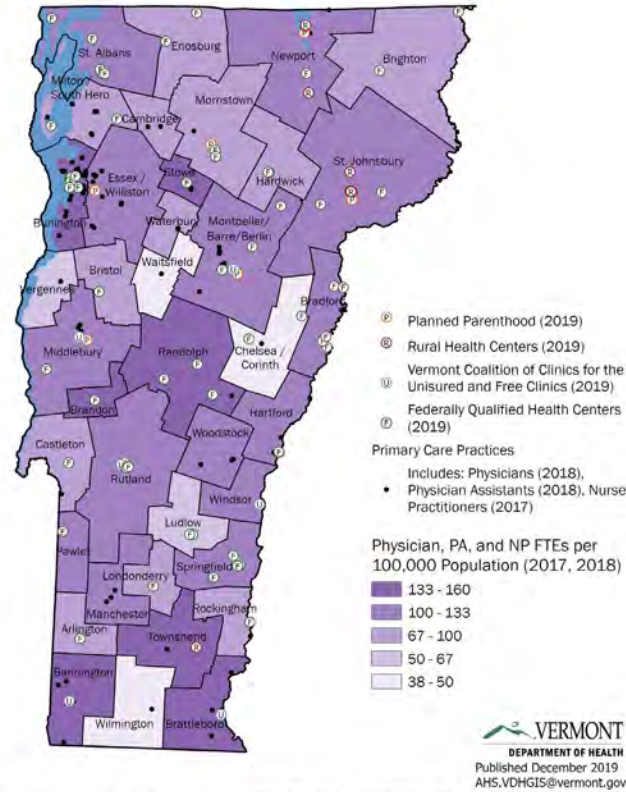 St. Albans
Enosburg
Newport
Brighton
Milton /
South Hero
Cambridge
Morristown
St. Johnsbury
Essex /
Williston
Stowe
Hardwick
Burlington
Waterbury
Montpelier/
Barre/Berlin
Waitsfield
Bristol
Vergennes
Bradford
Middlebury
Randolph
Chelsea /
Corinth
Brandon
Hartford
Woodstock
Castleton
Rutland
Windsor
Ludlow
Pawlet
Springfield
Londonderry
Manchester
Rockingham
Arlington
Townshend
Bennington
Wilmington
Brattleboro
P Planned Parenthood (2019)
R Rural Health Centers (2019)
U Vermont Coalition of Clinics for the
Unisured and Free Clinics (2019)
F Federally Qualified Health Centers
(2019)
Primary Care Practices
Includes: Physicians (2018),
Physician Assistants (2018), Nurse
Practitioners (2017)
Physician, PA, and NP FTEs per
100,000 Population (2017, 2018)
133 - 160
100 - 133
67 - 100
50 - 67
38 - 50
VERMONT
DEPARTMENT OF HEALTH
Published December 2019
AHS.VDHGIS@vermont.gov